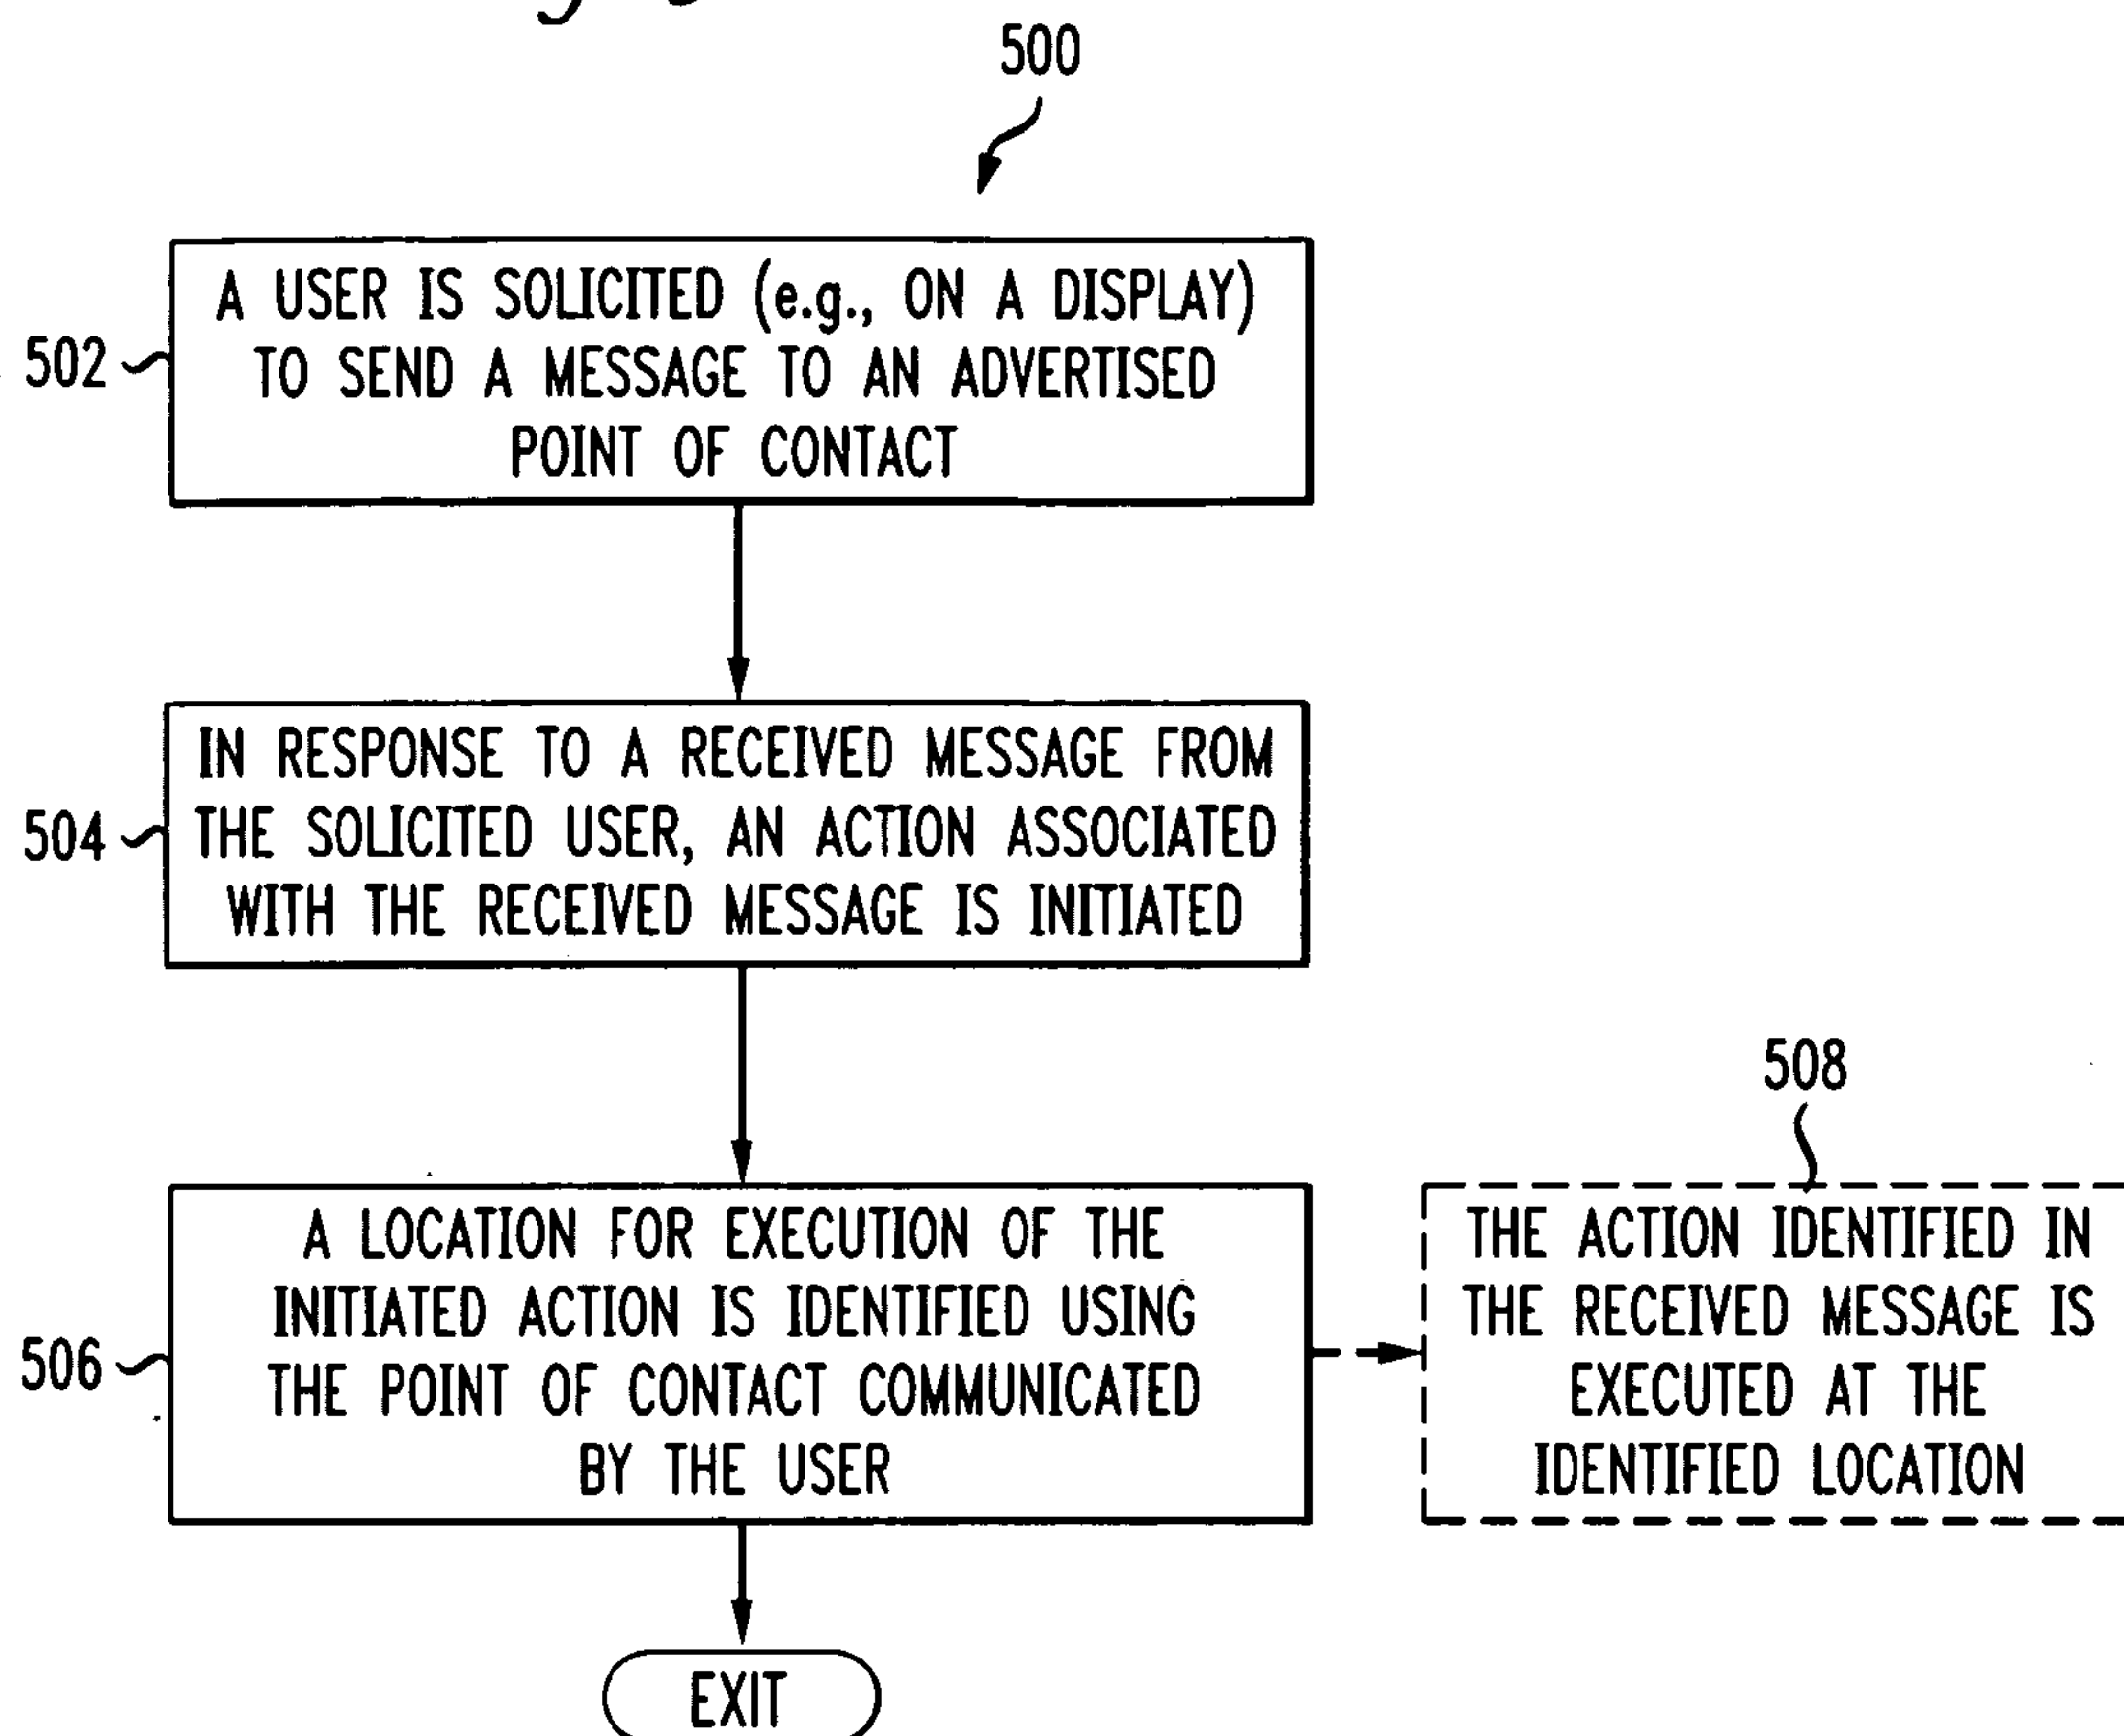 500
A USER IS SOLICITED (e.g., ON A DISPLAY)
TO SEND A MESSAGE TO AN ADVERTISED
POINT OF CONTACT
502
IN RESPONSE TO A RECEIVED MESSAGE FROM
THE SOLICITED USER, AN ACTION ASSOCIATED
WITH THE RECEIVED MESSAGE IS INITIATED
504
A LOCATION FOR EXECUTION OF THE
INITIATED ACTION IS IDENTIFIED USING
THE POINT OF CONTACT COMMUNICATED
BY THE USER
506
508
THE ACTION IDENTIFIED IN
THE RECEIVED MESSAGE IS
EXECUTED AT THE
IDENTIFIED LOCATION
EXIT